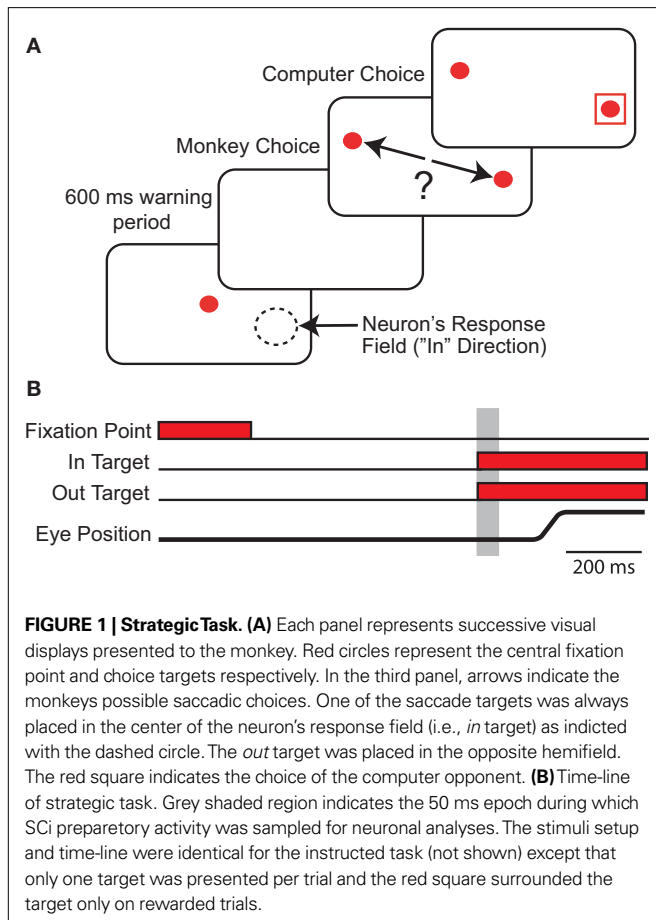 A
Computer Choice
Monkey Choice
?
600 ms warning
period
Neuron's Response
Field ("In" Direction)
B
Fixation Point
In Target
Out Target
Eye Position
200 ms
FIGURE 1 | Strategic Task. (A) Each panel represents successive visual
displays presented to the monkey. Red circles represent the central fixation
point and choice targets respectively. In the third panel, arrows indicate the
monkeys possible saccadic choices. One of the saccade targets was always
placed in the center of the neuron's response field (i.e., in target) as indicted
with the dashed circle. The out target was placed in the opposite hemifield.
The red square indicates the choice of the computer opponent. (B) Time-line
of strategic task. Grey shaded region indicates the 50 ms epoch during which
SCi preparetory activity was sampled for neuronal analyses. The stimuli setup
and time-line were identical for the instructed task (not shown) except that
only one target was presented per trial and the red square surrounded the
target only on rewarded trials.